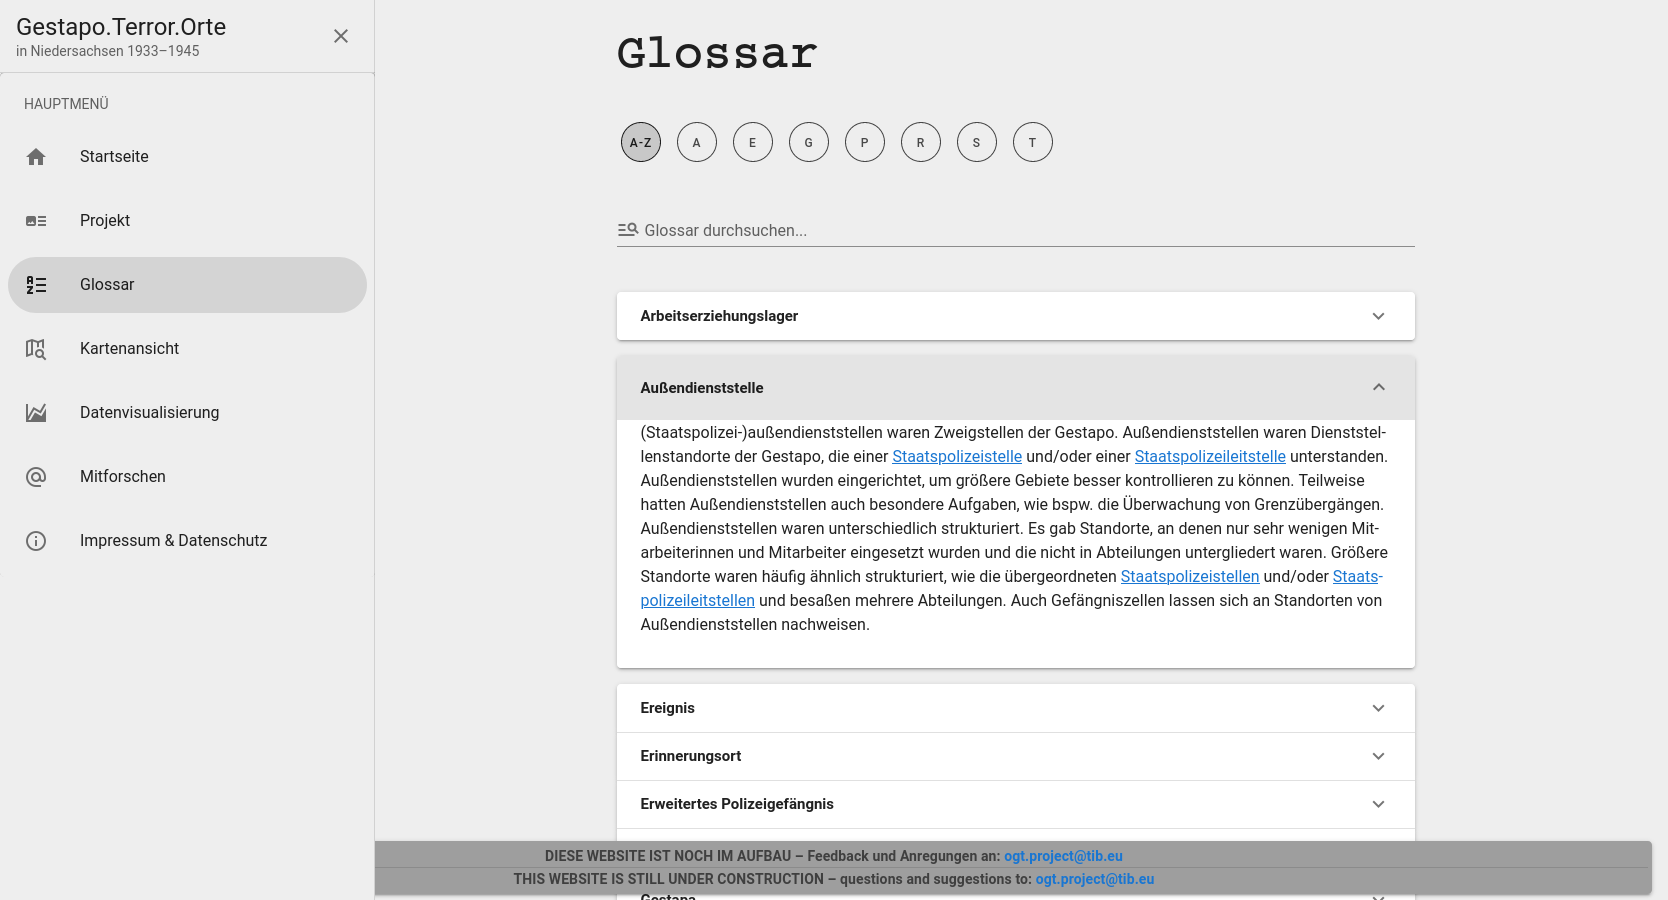 Gestapo.Terror.Orte
in Niedersachsen 1933–1945
HAUPTMENÜ
Startseite
Projekt
Glossar
Kartenansicht
Datenvisualisierung
Mitforschen
Impressum & Datenschutz
Glossar
A-Z A E G P R S T
Glossar durchsuchen...
Arbeitserziehungslager
Außendienststelle
(Staatspolizei-)außendienststellen waren Zweigstellen der Gestapo. Außendienststellen waren Dienststel-
lenstandorte der Gestapo, die einer Staatspolizeistelle und/oder einer Staatspolizeileitstelle unterstanden.
Außendienststellen wurden eingerichtet, um größere Gebiete besser kontrollieren zu können. Teilweise
hatten Außendienststellen auch besondere Aufgaben, wie bspw. die Überwachung von Grenzübergängen.
Außendienststellen waren unterschiedlich strukturiert. Es gab Standorte, an denen nur sehr wenigen Mit-
arbeiterinnen und Mitarbeiter eingesetzt wurden und die nicht in Abteilungen untergliedert waren. Größere
Standorte waren häufig ähnlich strukturiert, wie die übergeordneten Staatspolizeistellen und/oder Staats-
polizeileitstellen und besaßen mehrere Abteilungen. Auch Gefängniszellen lassen sich an Standorten von
Außendienststellen nachweisen.
Ereignis
Erinnerungsort
Erweitertes Polizeigefängnis
DIESE WEBSITE IST NOCH IM AUFBAU – Feedback und Anregungen an: ogt.project@tib.eu
THIS WEBSITE IS STILL UNDER CONSTRUCTION – questions and suggestions to: ogt.project@tib.eu